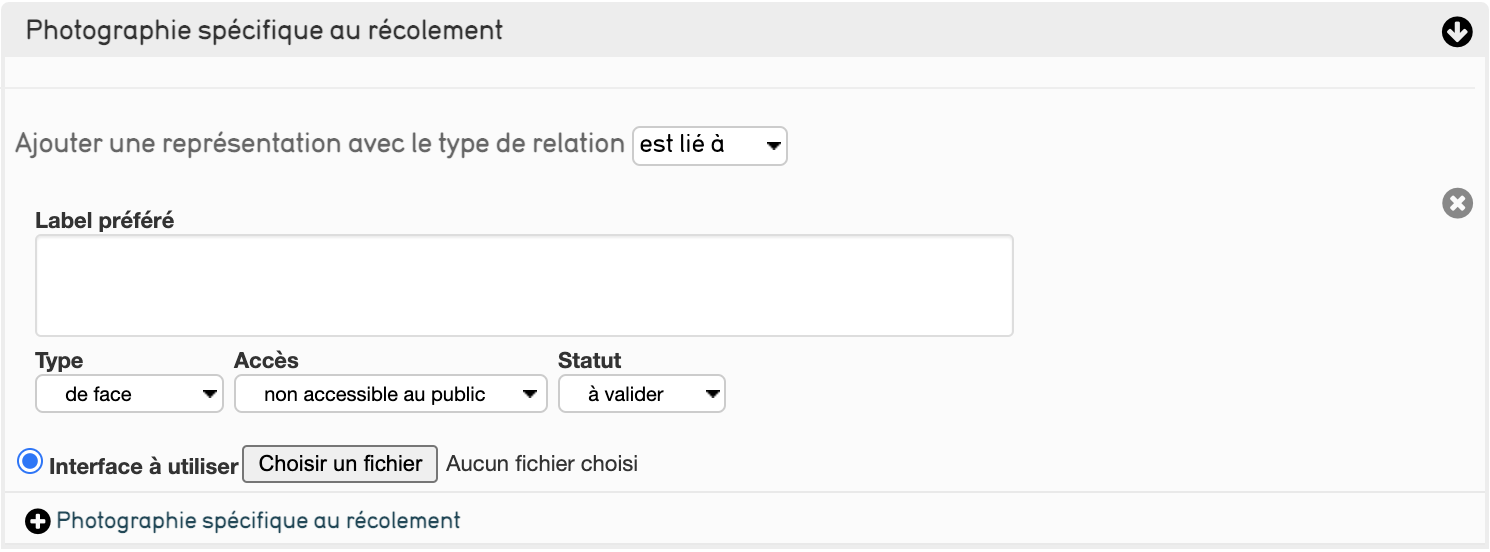 Photographie spécifique au récolement
Ajouter une représentation avec le type de relation est lié à
Label préféré
Type Accès Statut
de face non accessible au public à valider
Interface à utiliser Choisir un fichier Aucun fichier choisi
Photographie spécifique au récolement